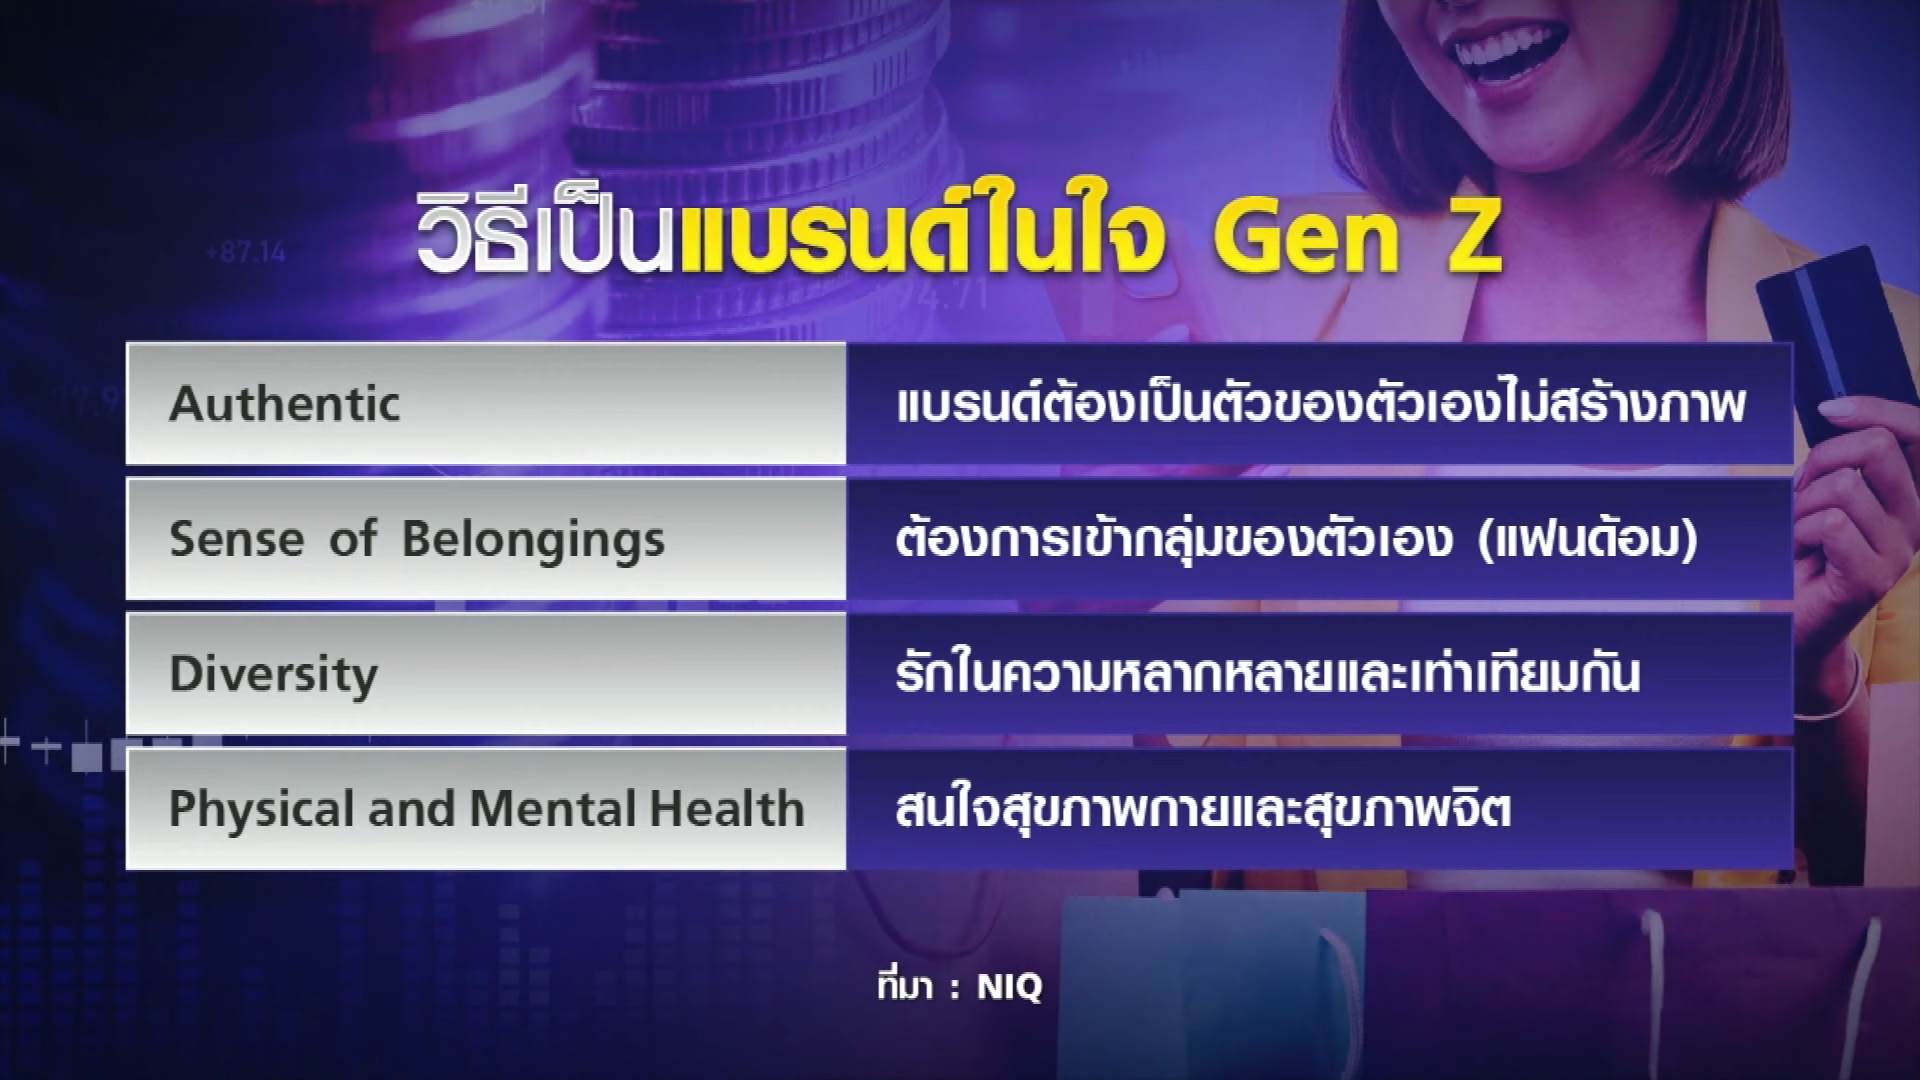 วิธีเป็นแบรนด์ในใจ Gen Z
+87.14
Authentic
แบรนด์ต้องเป็นตัวของตัวเองไม่สร้างภาพ
Sense of Belongings
ต้องการเข้ากลุ่มของตัวเอง (แฟนด้อม)
Diversity
รักในความหลากหลายและเท่าเทียมกัน
Physical and Mental Health
สนใจสุขภาพกายและสุขภาพจิต
ที่มา : NIQ